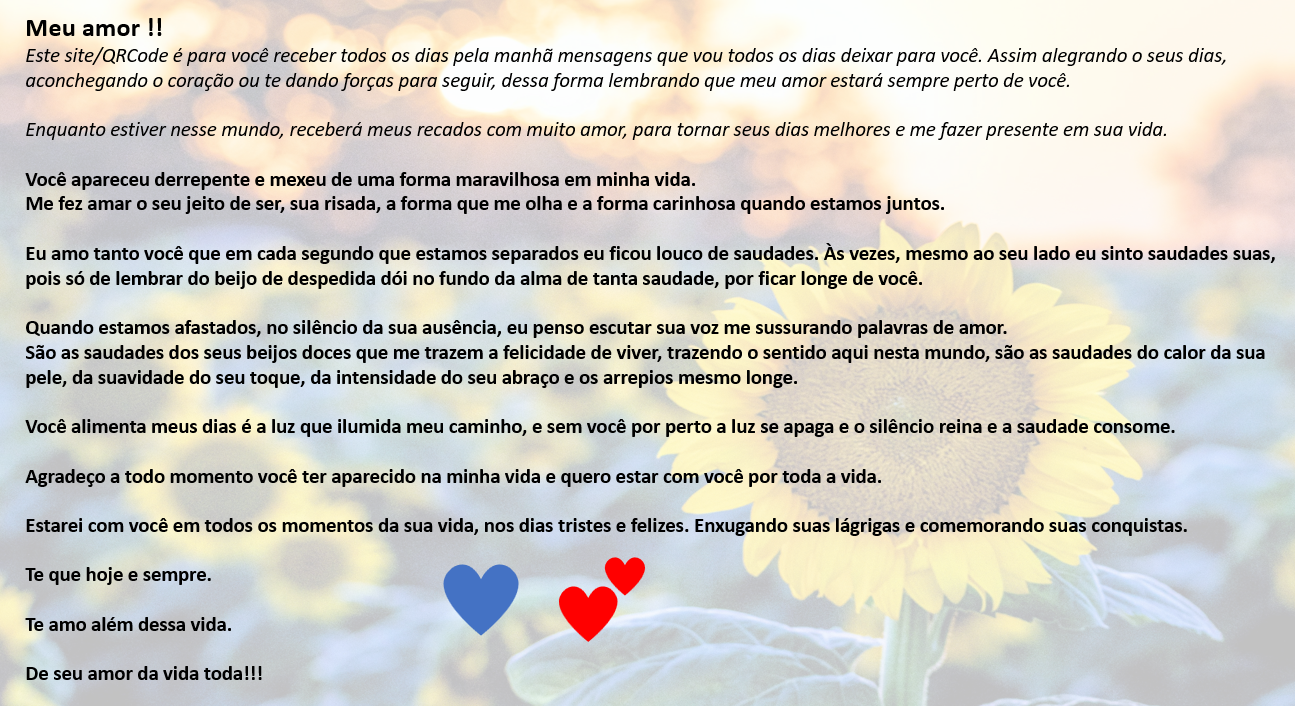 Meu amor !!
Este site/QRCode é para você receber todos os dias pela manhã mensagens que vou todos os dias deixar para você. Assim alegrando o seus dias,
aconchegando o coração ou te dando forças para seguir, dessa forma lembrando que meu amor estará sempre perto de você.
Enquanto estiver nesse mundo, receberá meus recados com muito amor, para tornar seus dias melhores e me fazer presente em sua vida.
Você apareceu derrepente e mexeu de uma forma maravilhosa em minha vida.
Me fez amar o seu jeito de ser, sua risada, a forma que me olha e a forma carinhosa quando estamos juntos.
Eu amo tanto você que em cada segundo que estamos separados eu ficou louco de saudades. Às vezes, mesmo ao seu lado eu sinto saudades suas,
pois só de lembrar do beijo de despedida dói no fundo da alma de tanta saudade, por ficar longe de você.
Quando estamos afastados, no silêncio da sua ausência, eu penso escutar sua voz me sussurando palavras de amor.
São as saudades dos seus beijos doces que me trazem a felicidade de viver, trazendo o sentido aqui nesta mundo, são as saudades do calor da sua
pele, da suavidade do seu toque, da intensidade do seu abraço e os arrepios mesmo longe.
Você alimenta meus dias é a luz que ilumida meu caminho, e sem você por perto a luz se apaga e o silêncio reina e a saudade consome.
Agradeço a todo momento você ter aparecido na minha vida e quero estar com você por toda a vida.
Estarei com você em todos os momentos da sua vida, nos dias tristes e felizes. Enxugando suas lágrigas e comemorando suas conquistas.
Te que hoje e sempre.
Te amo além dessa vida.
De seu amor da vida toda!!!